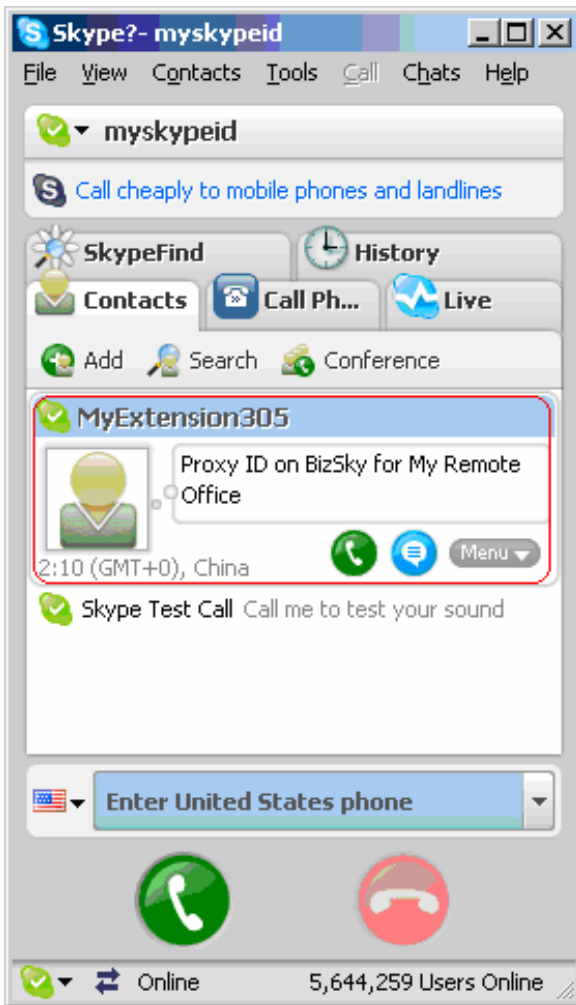 Skype?- myskypeid
File View Contacts Tools Call Chats Help
myskypeid
Call cheaply to mobile phones and landlines
SkypeFind History
Contacts Call Ph... Live
Add Search Conference
MyExtension305
Proxy ID on BizSky for My Remote
Office
Menu
2:10 (GMT+0), China
Skype Test Call Call me to test your sound
Enter United States phone
Online 5,644,259 Users Online